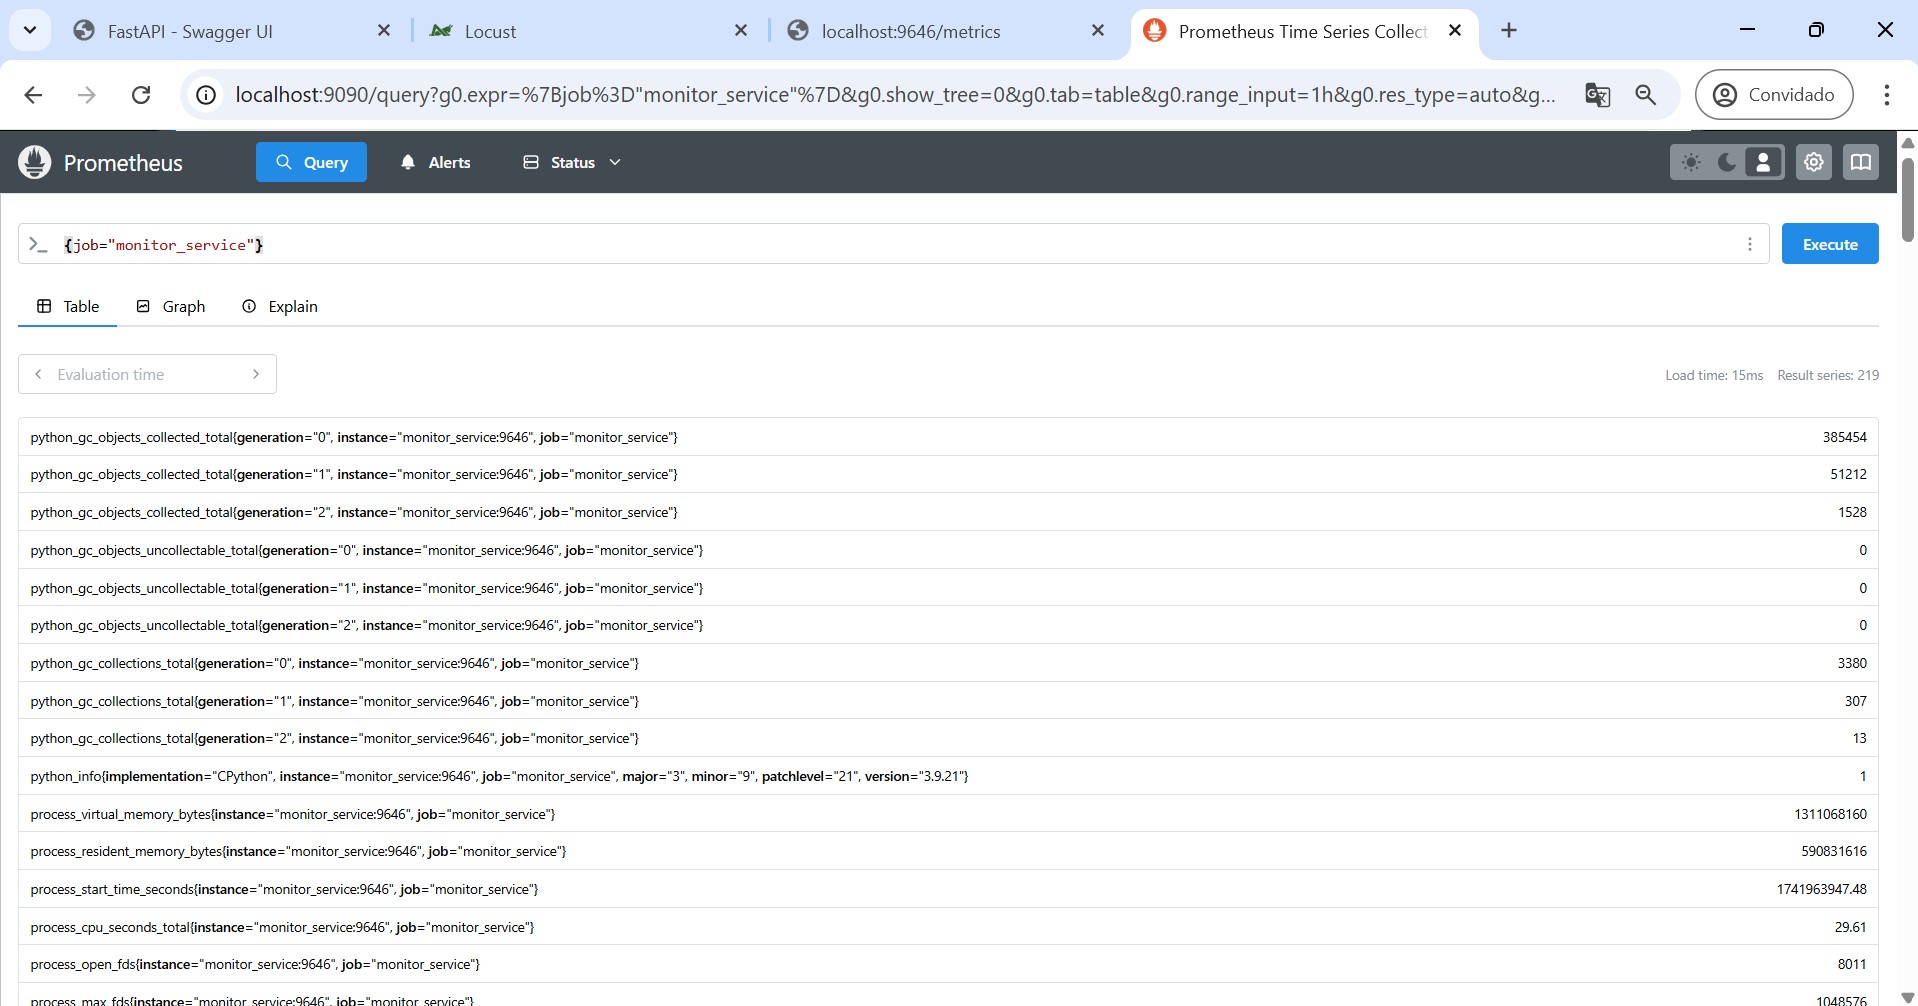 FastAPI - Swagger UI
Locust
localhost:9646/metrics
Prometheus Time Series Collect
localhost:9090/query?g0.expr=%7Bjob%3D"monitor_service"%7D&g0.show_tree=0&g0.tab=table&g0.range_input=1h&g0.res_type=auto&g...
Convidado
Prometheus
Query
Alerts
Status
{job="monitor_service"}
Execute
Table
Graph
Explain
Evaluation time
Load time: 15ms Result series: 219
python_gc_objects_collected_total{generation="0", instance="monitor_service:9646", job="monitor_service"} 385454
python_gc_objects_collected_total{generation="1", instance="monitor_service:9646", job="monitor_service"} 51212
python_gc_objects_collected_total{generation="2", instance="monitor_service:9646", job="monitor_service"} 1528
python_gc_objects_uncollectable_total{generation="0", instance="monitor_service:9646", job="monitor_service"} 0
python_gc_objects_uncollectable_total{generation="1", instance="monitor_service:9646", job="monitor_service"} 0
python_gc_objects_uncollectable_total{generation="2", instance="monitor_service:9646", job="monitor_service"} 0
python_gc_collections_total{generation="0", instance="monitor_service:9646", job="monitor_service"} 3380
python_gc_collections_total{generation="1", instance="monitor_service:9646", job="monitor_service"} 307
python_gc_collections_total{generation="2", instance="monitor_service:9646", job="monitor_service"} 13
python_info{implementation="CPython", instance="monitor_service:9646", job="monitor_service", major="3", minor="9", patchlevel="21", version="3.9.21"} 1
process_virtual_memory_bytes{instance="monitor_service:9646", job="monitor_service"} 1311068160
process_resident_memory_bytes{instance="monitor_service:9646", job="monitor_service"} 590831616
process_start_time_seconds{instance="monitor_service:9646", job="monitor_service"} 1741963947.48
process_cpu_seconds_total{instance="monitor_service:9646", job="monitor_service"} 29.61
process_open_fds{instance="monitor_service:9646", job="monitor_service"} 8011
process_max_fds{instance="monitor_service:9646", job="monitor_service"} 1048576